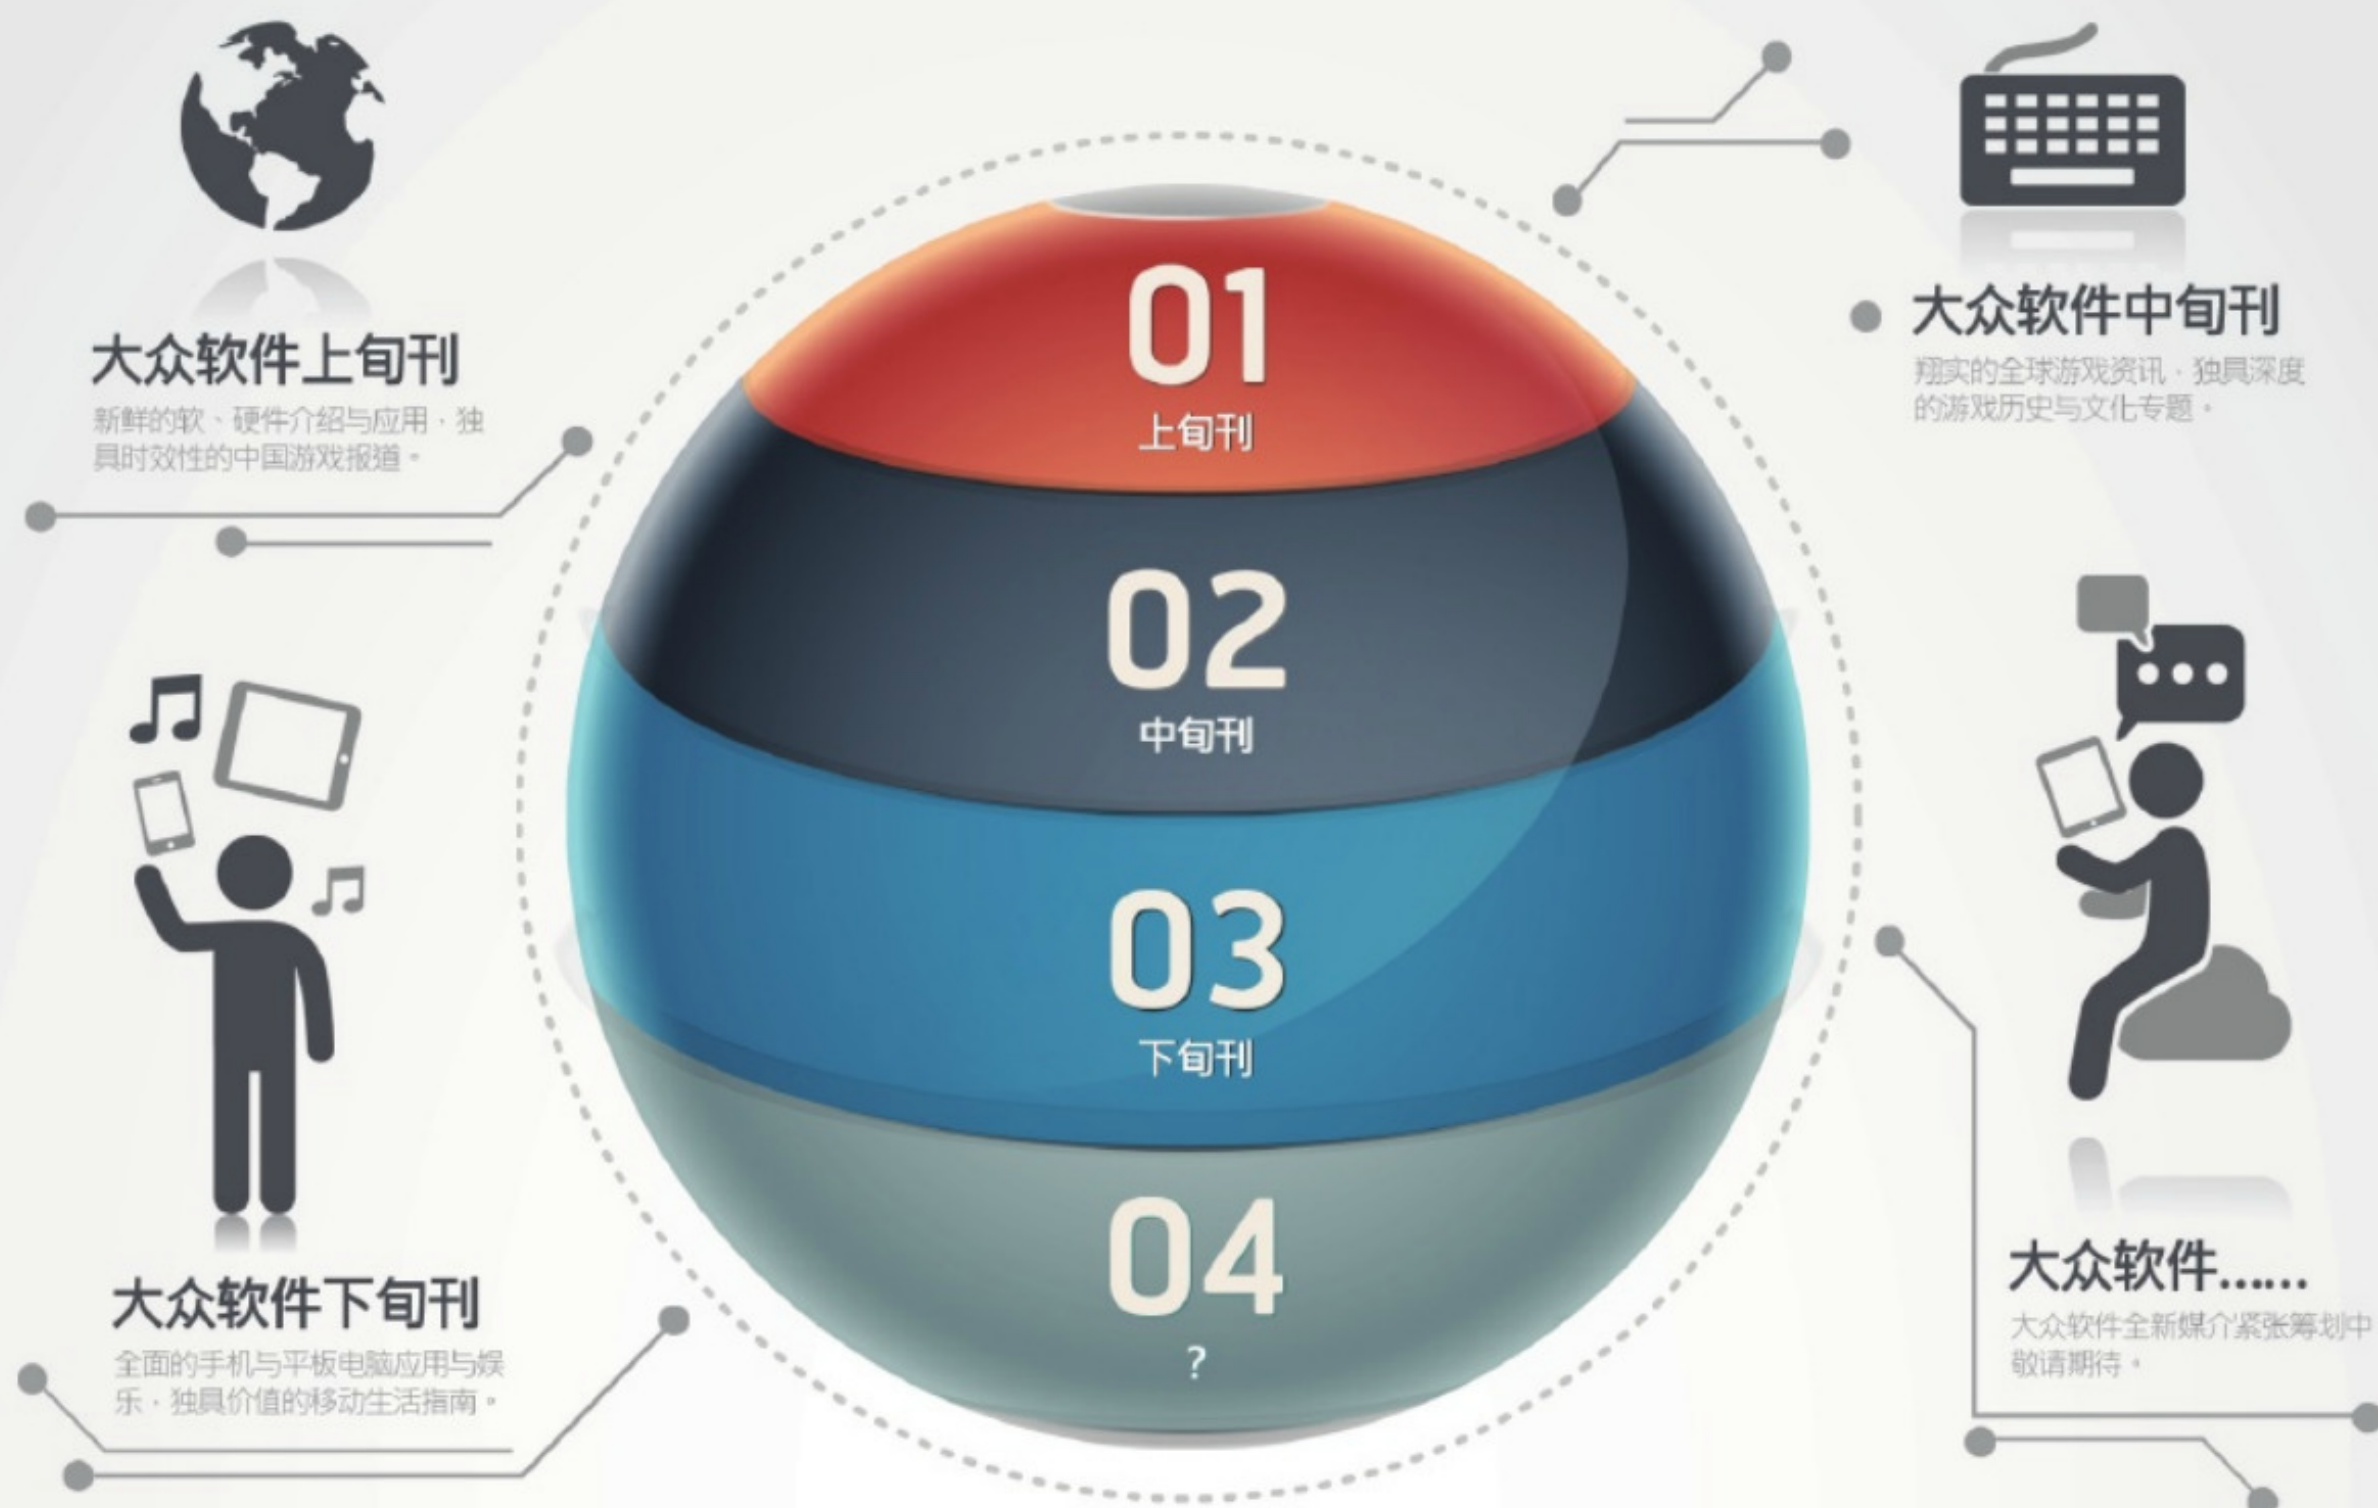 大众软件上旬刊
新鲜的软、硬件介绍与应用,独
具时效性的中国游戏报道。
大众软件中旬刊
翔实的全球游戏资讯,独具深度
的游戏历史与文化专题。
01
上旬刊
02
中旬刊
03
下旬刊
04
?
大众软件下旬刊
全面的手机与平板电脑应用与娱
乐,独具价值的移动生活指南。
大众软件……
大众软件全新媒介紧张筹划中
敬请期待。